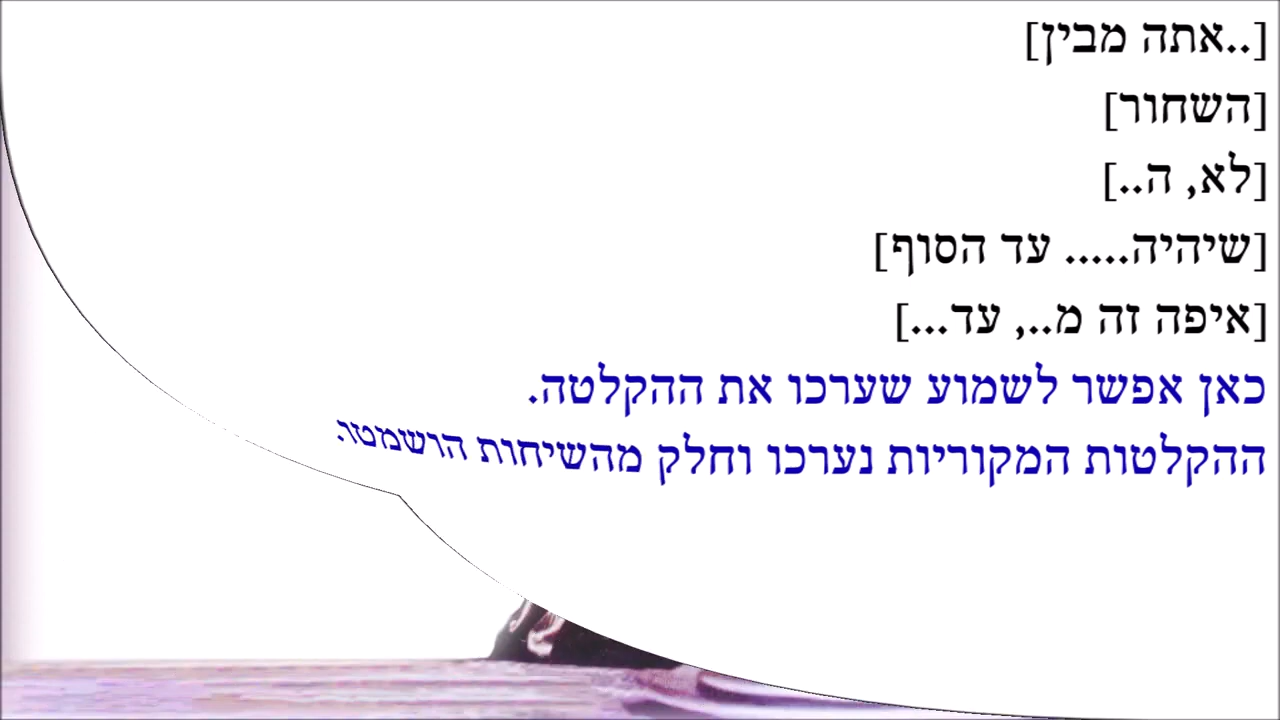 [..אתה מבין]
[השחור]
[לא, ה..]
[שיהיה..... עד הסוף]
[איפה זה מ.., עד...]
כאן אפשר לשמוע שערכו את ההקלטה.
ההקלטות המקוריות נערכו וחלק מהשיחות הושמטו.